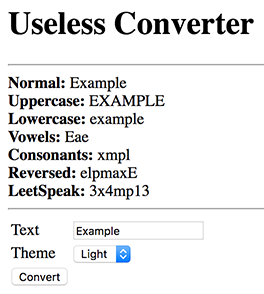 Useless Converter
Normal: Example
Uppercase: EXAMPLE
Lowercase: example
Vowels: Eae
Consonants: xmpl
Reversed: elpmaxE
LeetSpeak: 3x4mp13
Text Example
Theme Light
Convert